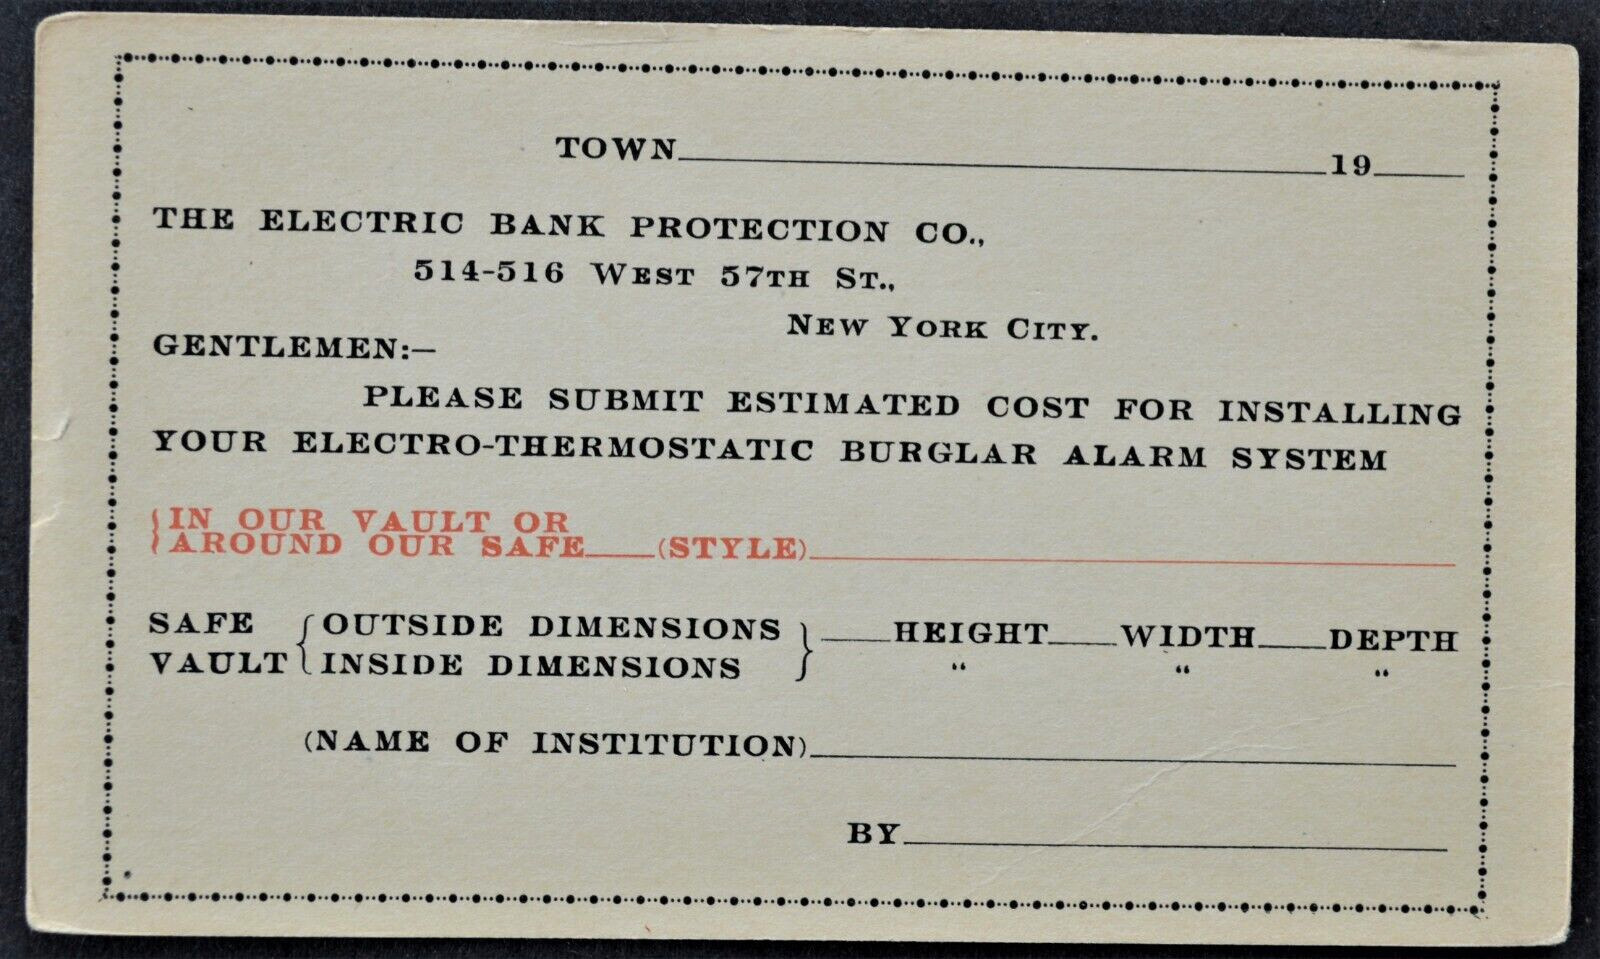 TOWN 19
THE ELECTRIC BANK PROTECTION CO.,
514-516 WEST 57TH ST.,
NEW YORK CITY.
GENTLEMEN:—
PLEASE SUBMIT ESTIMATED COST FOR INSTALLING
YOUR ELECTRO-THERMOSTATIC BURGLAR ALARM SYSTEM
IN OUR VAULT OR
AROUND OUR SAFE (STYLE)
SAFE { OUTSIDE DIMENSIONS } HEIGHT WIDTH DEPTH
VAULT { INSIDE DIMENSIONS } “ “ “
(NAME OF INSTITUTION)
BY